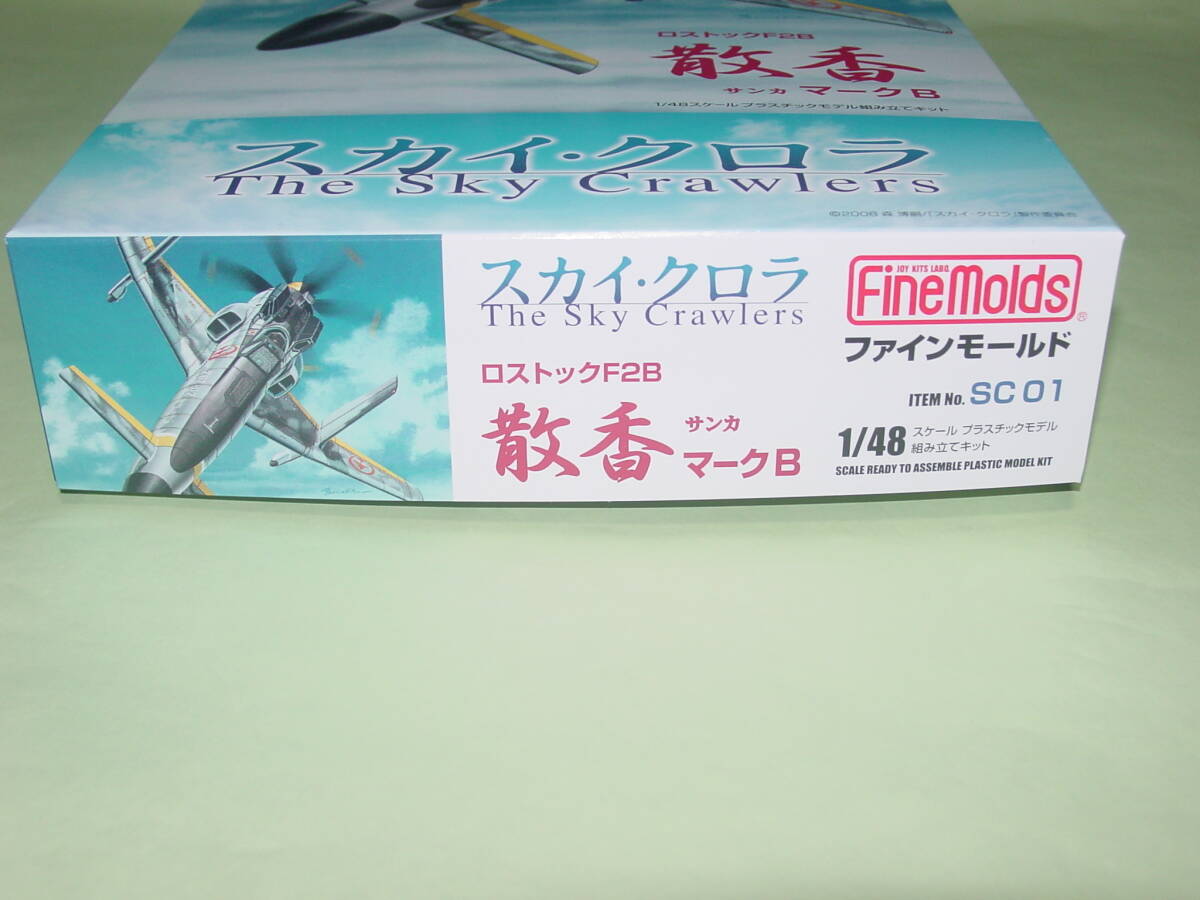 ロストックF2B
散香
サンカ マークB
1/48スケール プラスチックモデル組み立てキット
スカイ・クロラ
The Sky Crawlers
©2008 森 博嗣/「スカイ・クロラ」製作委員会
スカイ・クロラ
The Sky Crawlers
ロストックF2B
散香 サンカ
マークB
JOY KITS LABO.
FineMolds®
ファインモールド
ITEM No. SC 01
1/48 スケール プラスチックモデル
組み立てキット
SCALE READY TO ASSEMBLE PLASTIC MODEL KIT